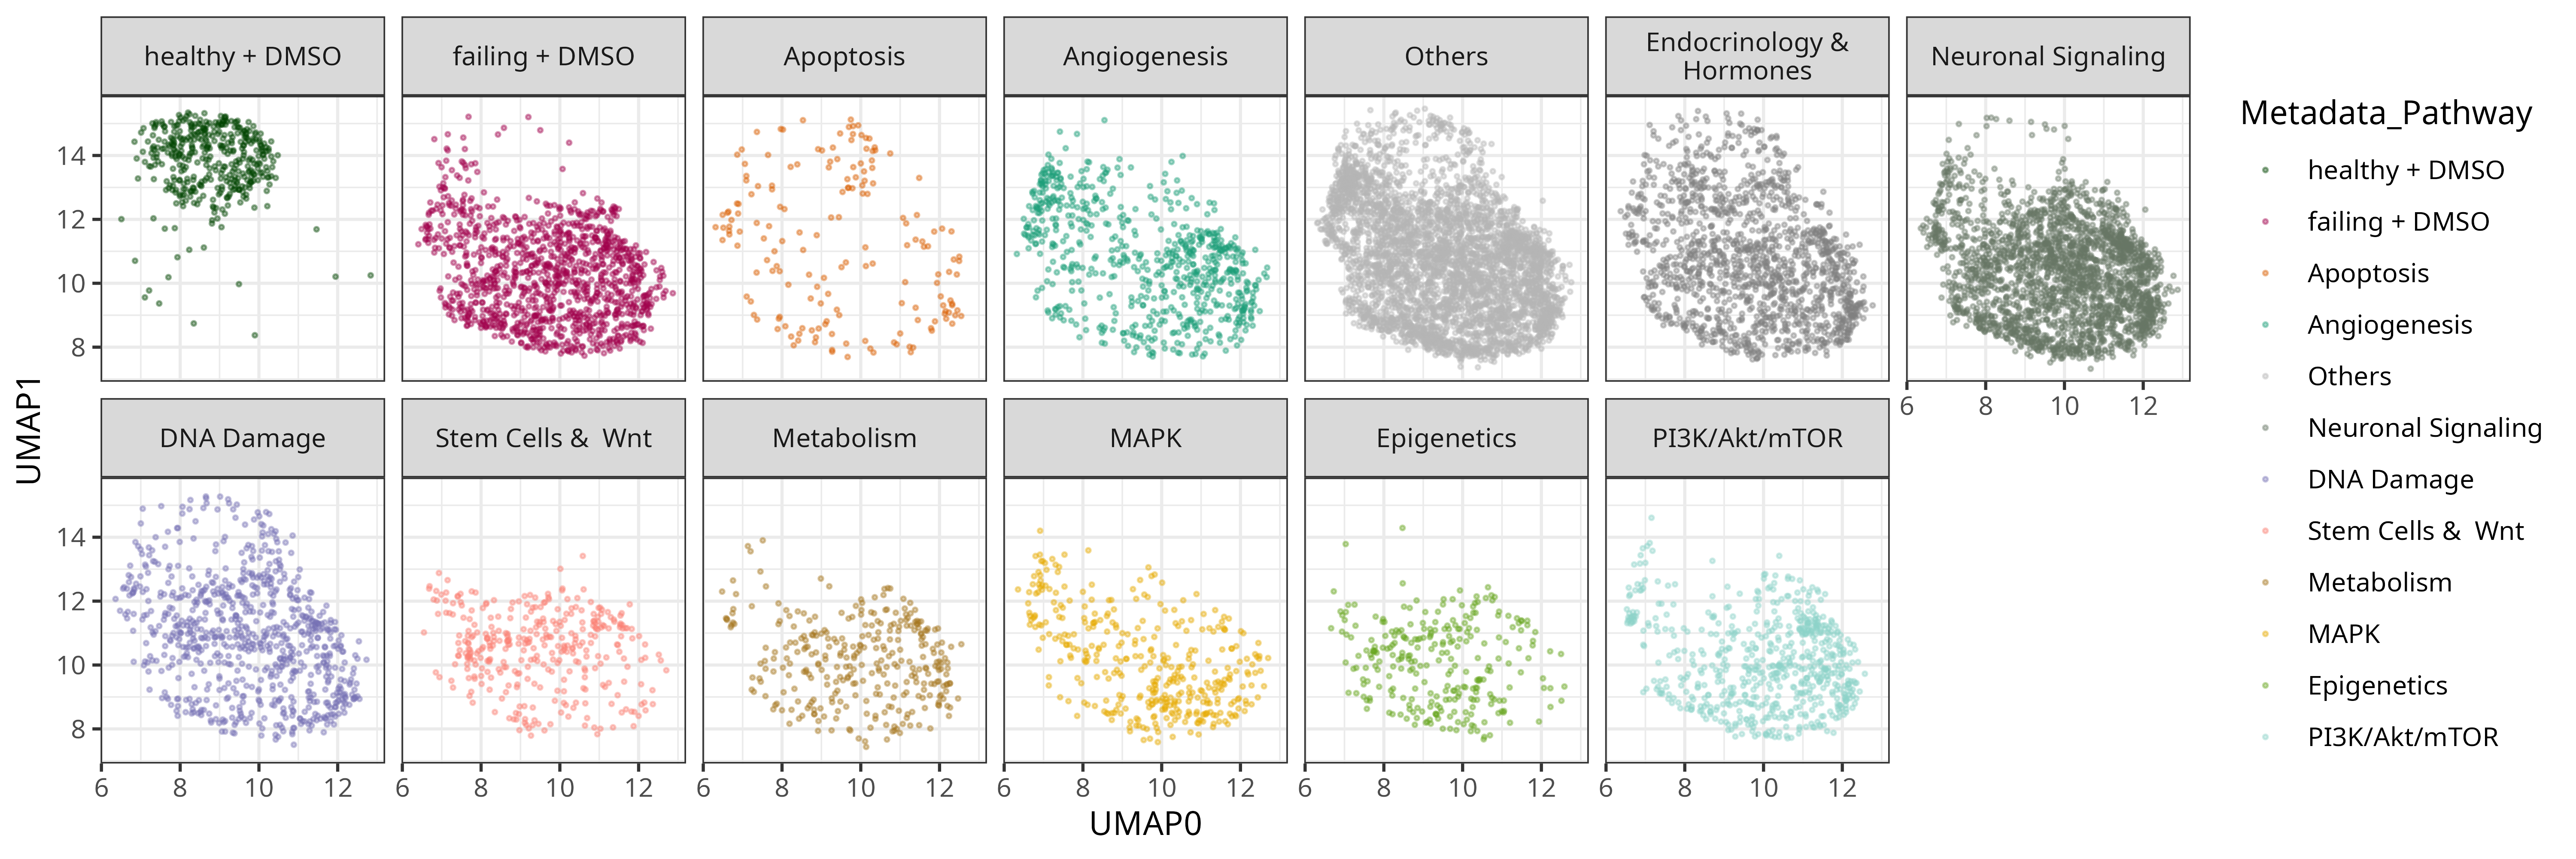 healthy + DMSO
failing + DMSO
Apoptosis
Angiogenesis
Others
Endocrinology &
Hormones
Neuronal Signaling
14
12
10
8
6 8 10 12
DNA Damage
Stem Cells &  Wnt
Metabolism
MAPK
Epigenetics
PI3K/Akt/mTOR
14
12
10
8
6 8 10 12
6 8 10 12
6 8 10 12
6 8 10 12
6 8 10 12
6 8 10 12
UMAP1
UMAP0
Metadata_Pathway
healthy + DMSO
failing + DMSO
Apoptosis
Angiogenesis
Others
Neuronal Signaling
DNA Damage
Stem Cells &  Wnt
Metabolism
MAPK
Epigenetics
PI3K/Akt/mTOR